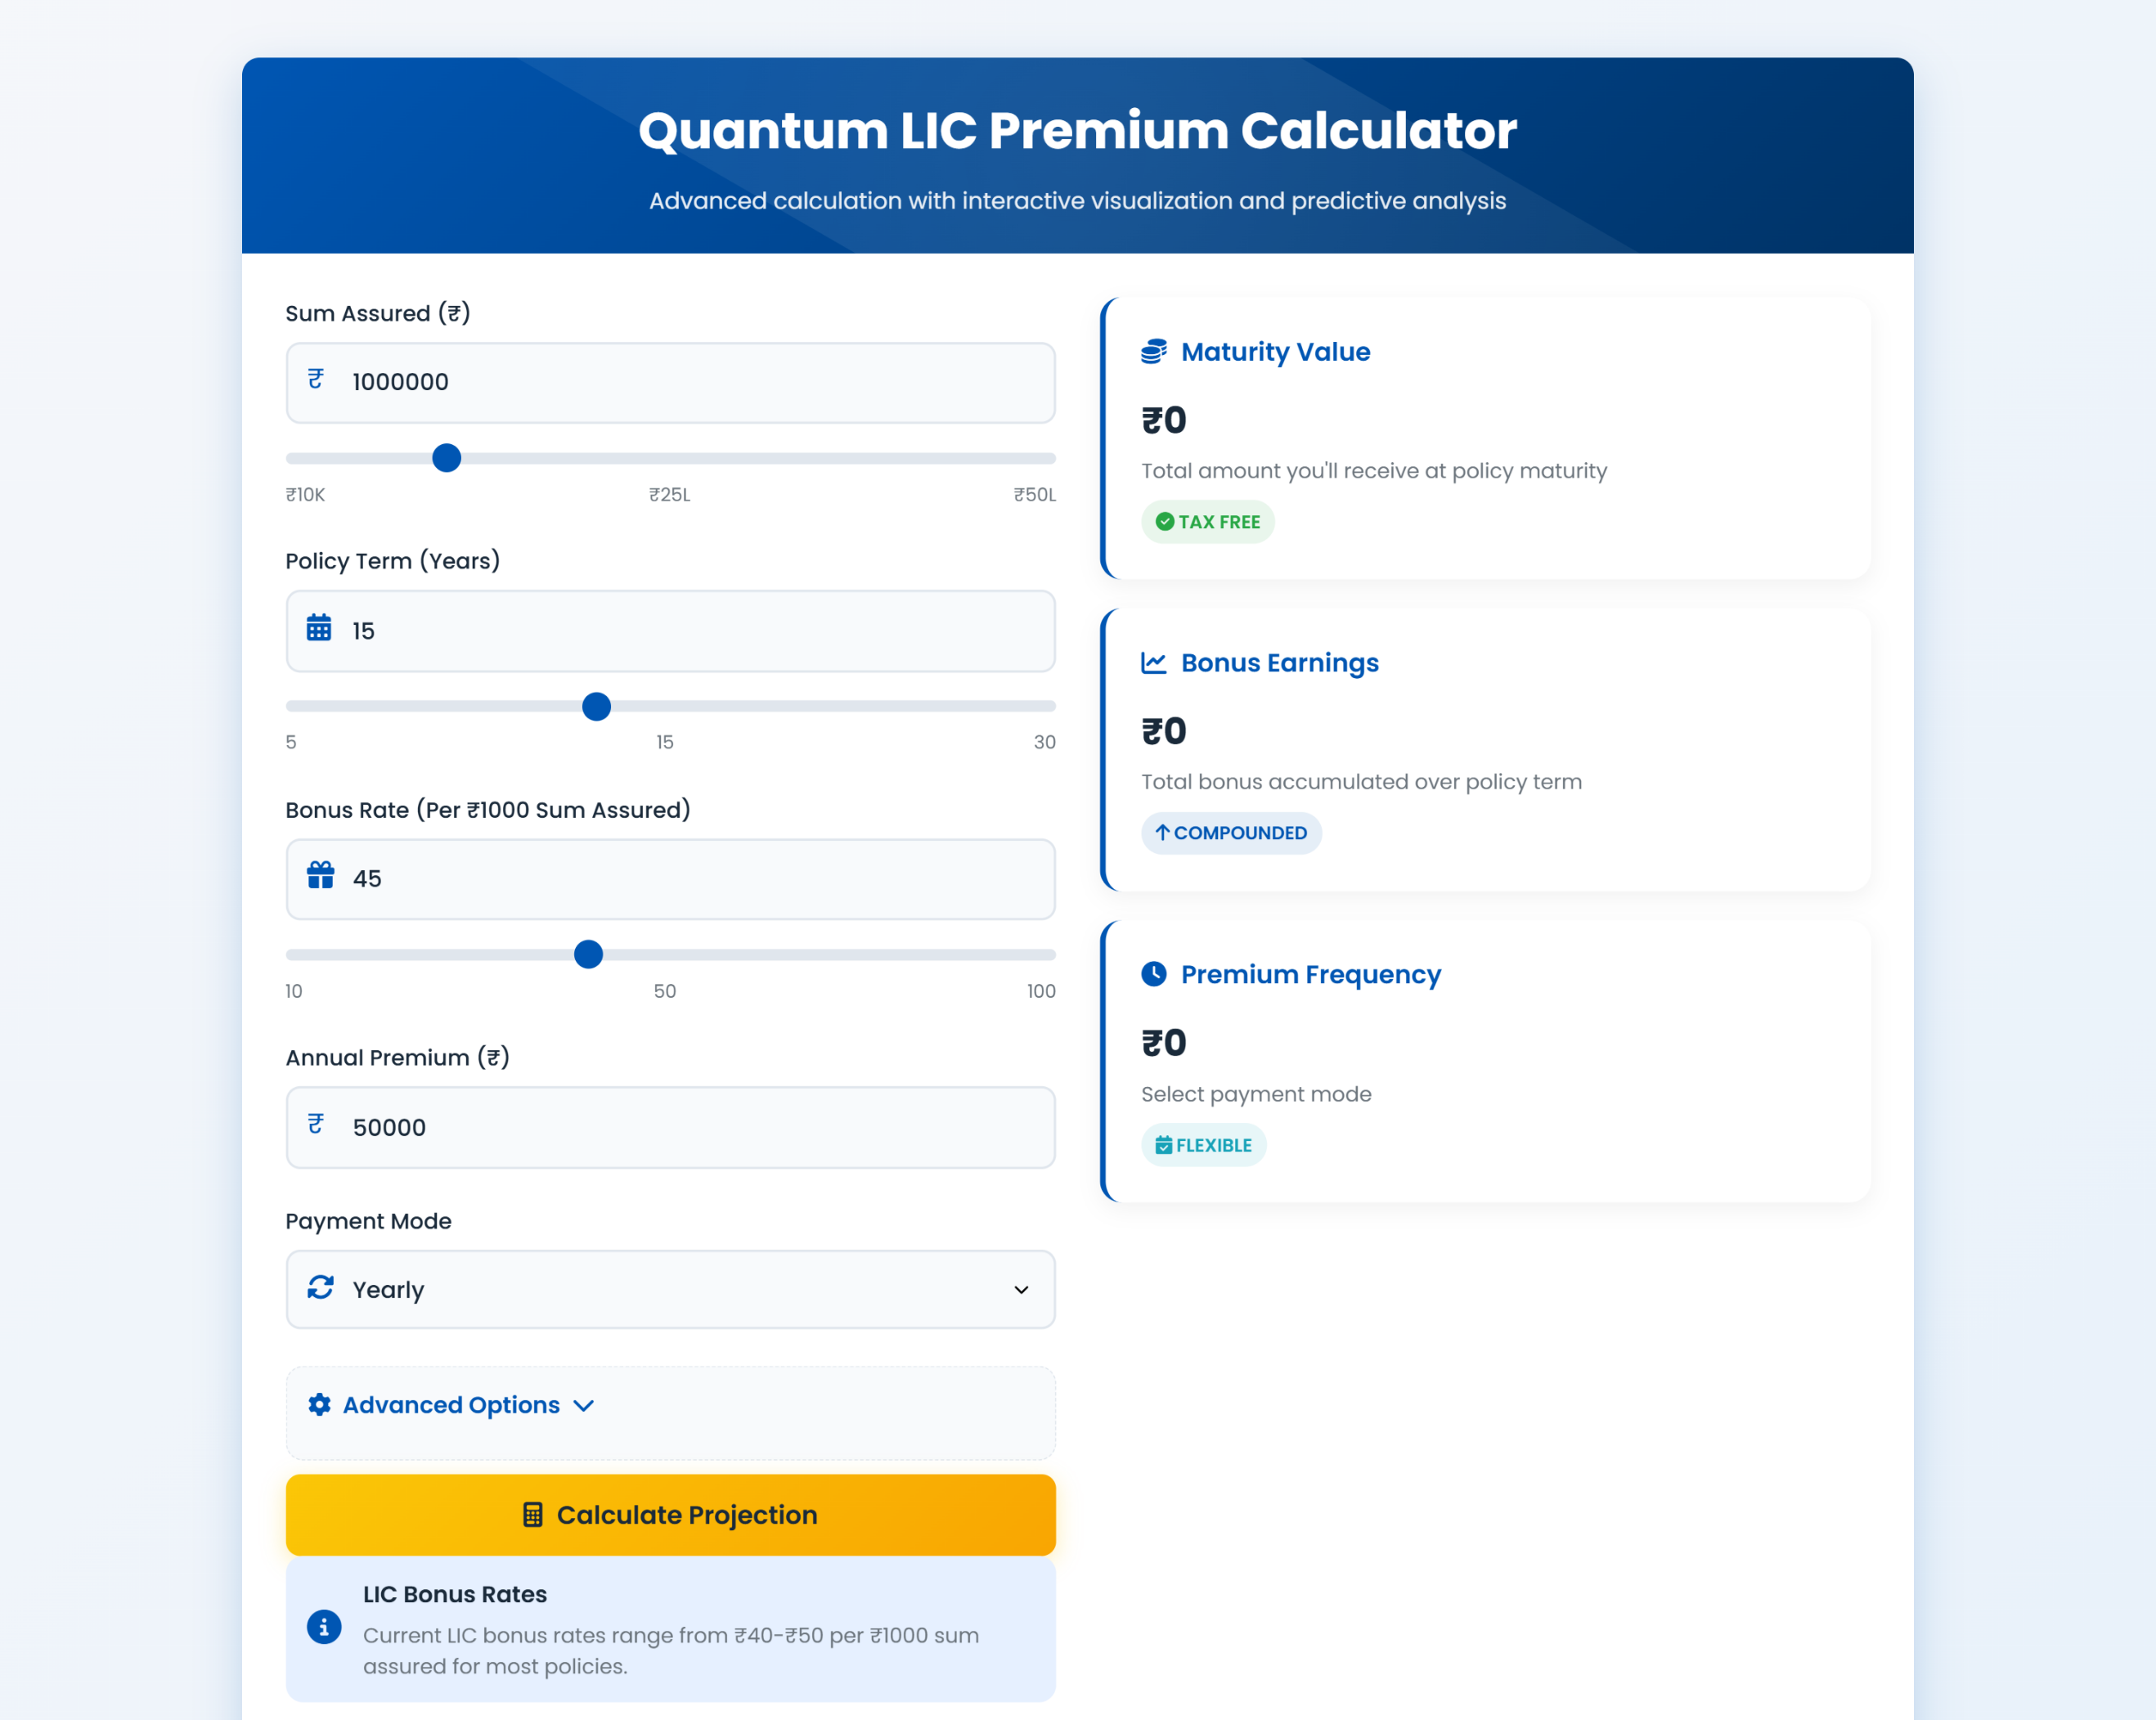 Quantum LIC Premium Calculator
Advanced calculation with interactive visualization and predictive analysis
Sum Assured (₹)
₹ 1000000
₹10K ₹25L ₹50L
Policy Term (Years)
15
5 15 30
Bonus Rate (Per ₹1000 Sum Assured)
45
10 50 100
Annual Premium (₹)
₹ 50000
Payment Mode
Yearly
Advanced Options
Calculate Projection
LIC Bonus Rates
Current LIC bonus rates range from ₹40-₹50 per ₹1000 sum
assured for most policies.
Maturity Value
₹0
Total amount you'll receive at policy maturity
TAX FREE
Bonus Earnings
₹0
Total bonus accumulated over policy term
COMPOUNDED
Premium Frequency
₹0
Select payment mode
FLEXIBLE